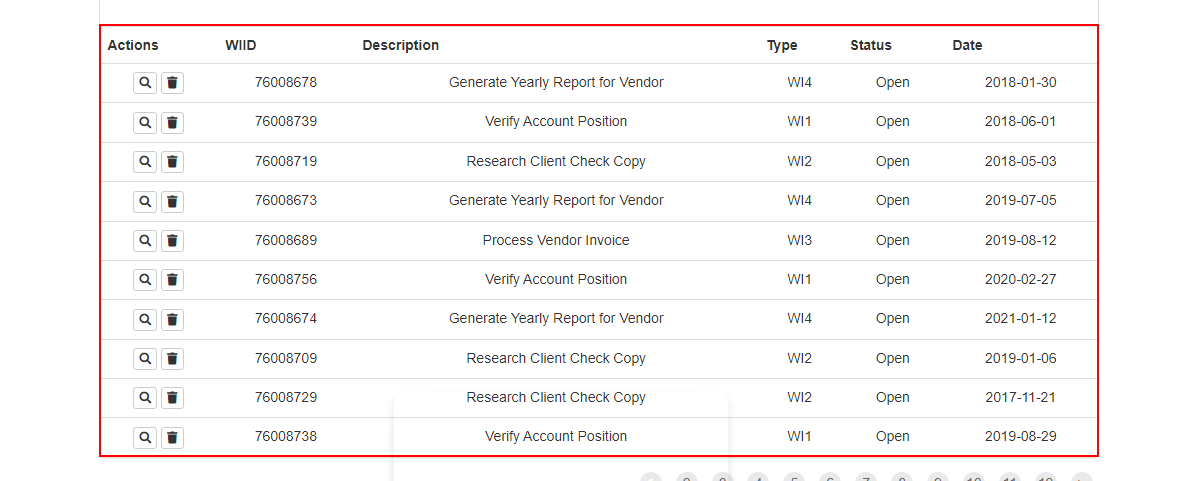 Actions WIID Description Type Status Date
76008678 Generate Yearly Report for Vendor WI4 Open 2018-01-30
76008739 Verify Account Position WI1 Open 2018-06-01
76008719 Research Client Check Copy WI2 Open 2018-05-03
76008673 Generate Yearly Report for Vendor WI4 Open 2019-07-05
76008689 Process Vendor Invoice WI3 Open 2019-08-12
76008756 Verify Account Position WI1 Open 2020-02-27
76008674 Generate Yearly Report for Vendor WI4 Open 2021-01-12
76008709 Research Client Check Copy WI2 Open 2019-01-06
76008729 Research Client Check Copy WI2 Open 2017-11-21
76008738 Verify Account Position WI1 Open 2019-08-29